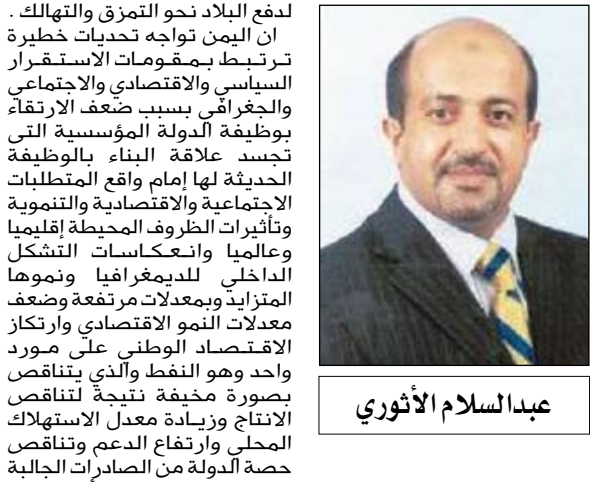 لدفع البلاد نحو التمزق والتهالك .
ان اليمن تواجه تحديات خطيرة
ترتبط بمقومات الاستقرار
السياسي والاقتصادي والاجتماعي
والجغرافي بسبب ضعف الارتقاء
بوظيفة الدولة المؤسسية التي
تجسد علاقة البناء بالوظيفة
الحديثة لها إمام واقع المتطلبات
الاجتماعية والاقتصادية والتنموية
وتأثيرات الظروف المحيطة إقليميا
وعالميا وانعكاسات التشكل
الداخلي للديمغرافيا ونموها
المتزايد وبمعدلات مرتفعة وضعف
معدلات النمو الاقتصادي وارتكاز
الاقتصاد الوطني على مورد
واحد وهو النفط والذي يتناقص
بصورة مخيفة نتيجة لتناقص
الانتاج وزيادة معدل الاستهلاك
المحلي وارتفاع الدعم وتناقص
حصة الدولة من الصادرات الجالبة
عبدالسلام الأثوري